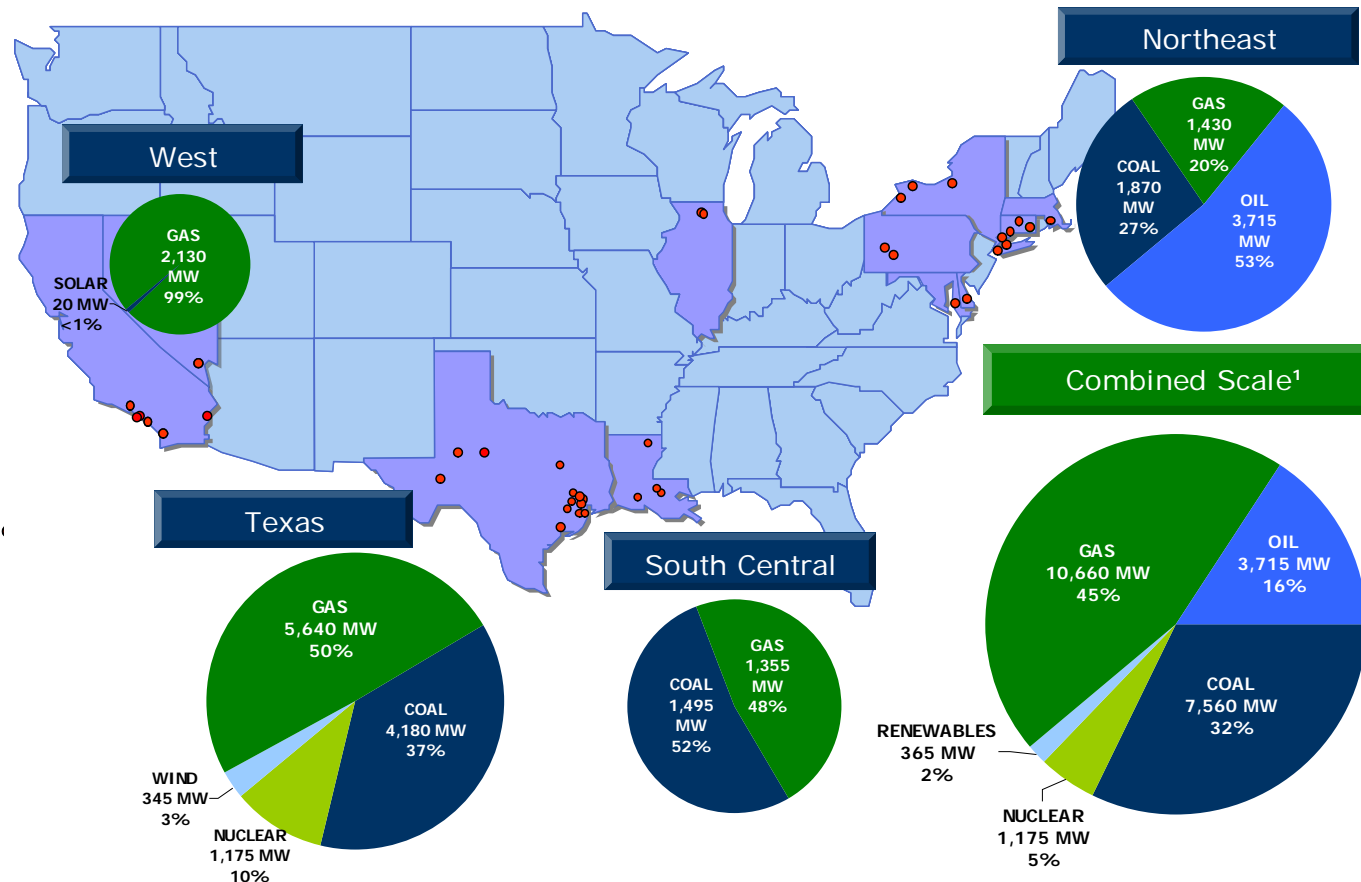 Northeast
GAS
1,430
MW
20%
COAL
1,870
MW
27%
OIL
3,715
MW
53%
West
GAS
2,130
MW
99%
SOLAR
20 MW
<1%
Combined Scale¹
GAS
10,660 MW
45%
OIL
3,715 MW
16%
COAL
7,560 MW
32%
RENEWABLES
365 MW
2%
NUCLEAR
1,175 MW
5%
Texas
GAS
5,640 MW
50%
COAL
4,180 MW
37%
WIND
345 MW
3%
NUCLEAR
1,175 MW
10%
South Central
GAS
1,355
MW
48%
COAL
1,495
MW
52%